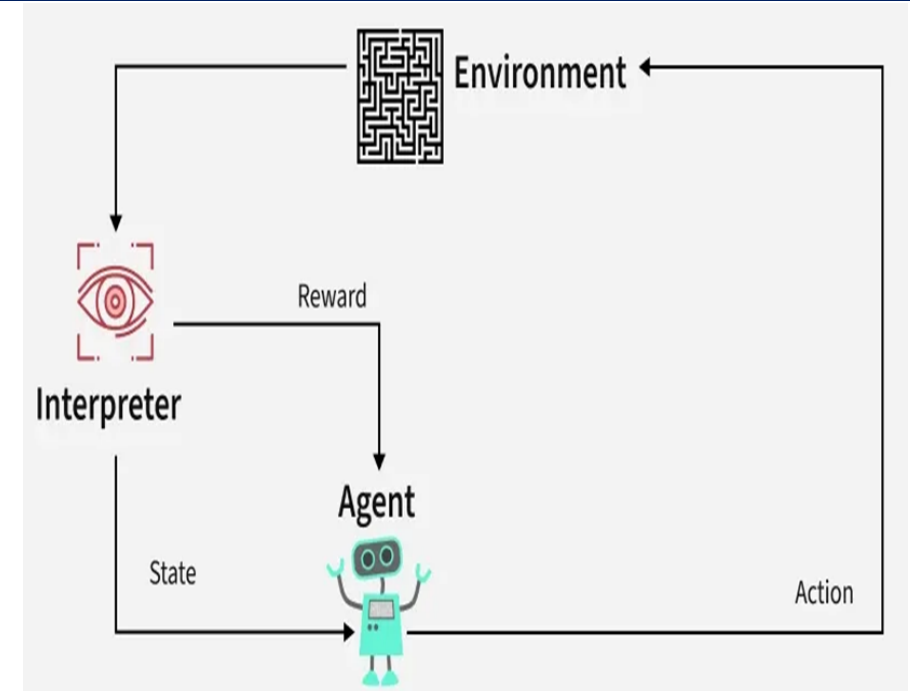 Environment
Reward
Interpreter
Agent
State
Action